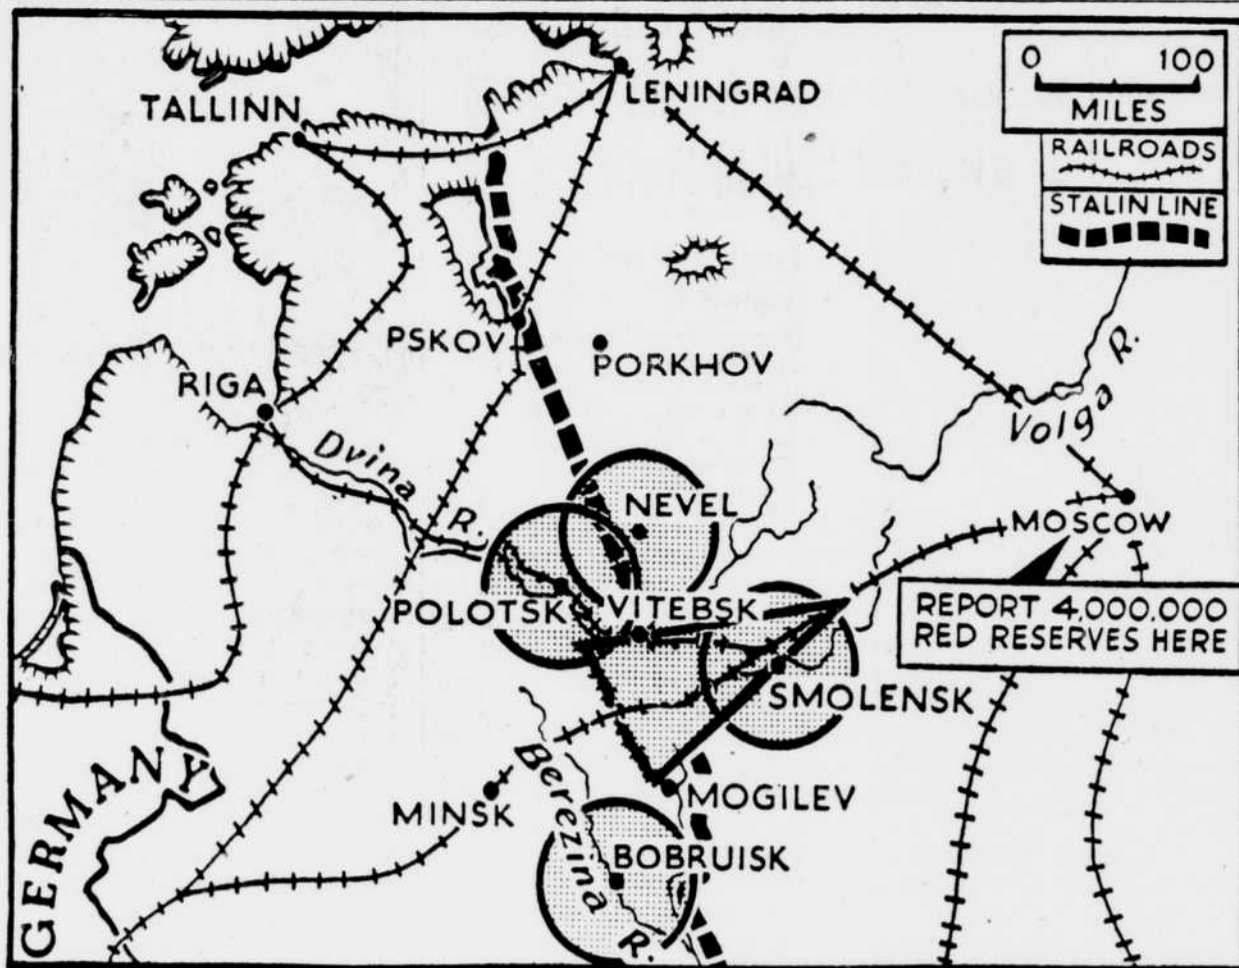 0 100
MILES
RAILROADS
STALIN LINE
TALLINN
LENINGRAD
PSKOV
PORKHOV
RIGA
Volga R.
Dvina R.
NEVEL
MOSCOW
POLOTSK
VITEBSK
REPORT 4,000,000
RED RESERVES HERE
SMOLENSK
GERMANY
MINSK
Berezina R.
MOGILEV
BOBRUISK